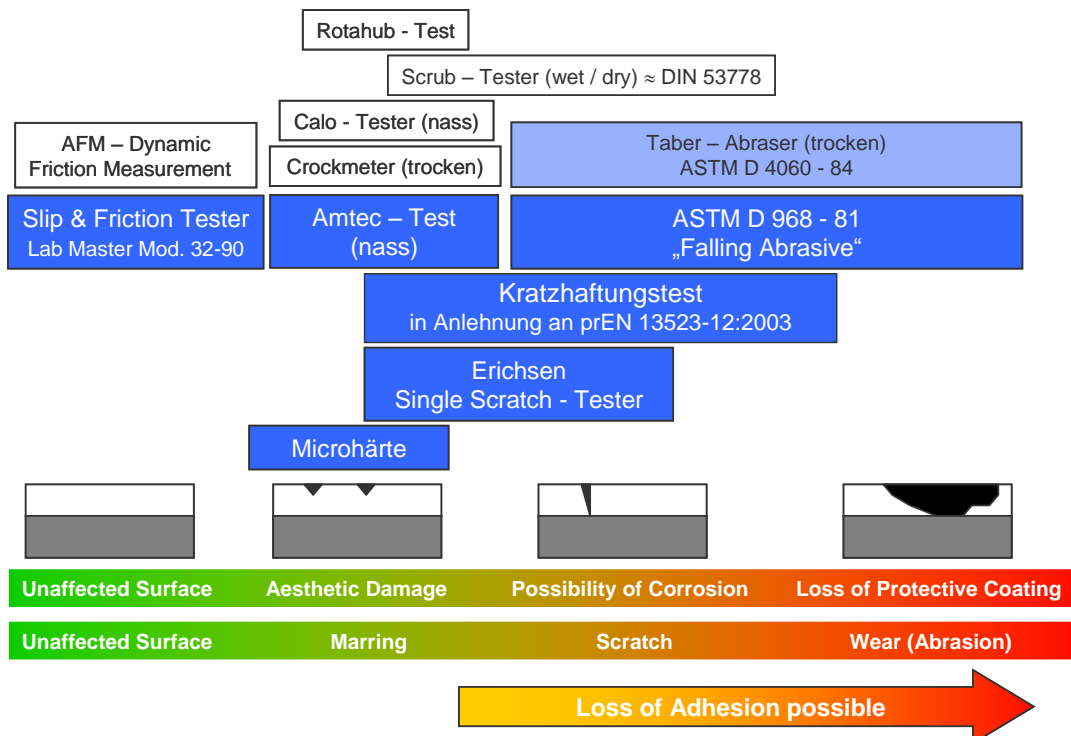 Rotahub - Test
Scrub – Tester (wet / dry) ≈ DIN 53778
Calo - Tester (nass)
AFM – Dynamic
Friction Measurement
Crockmeter (trocken)
Taber – Abraser (trocken)
ASTM D 4060 - 84
Slip & Friction Tester
Lab Master Mod. 32-90
Amtec – Test
(nass)
ASTM D 968 - 81
„Falling Abrasive“
Kratzhaftungstest
in Anlehnung an prEN 13523-12:2003
Erichsen
Single Scratch - Tester
Microhärte
Unaffected Surface Aesthetic Damage Possibility of Corrosion Loss of Protective Coating
Unaffected Surface Marring Scratch Wear (Abrasion)
Loss of Adhesion possible